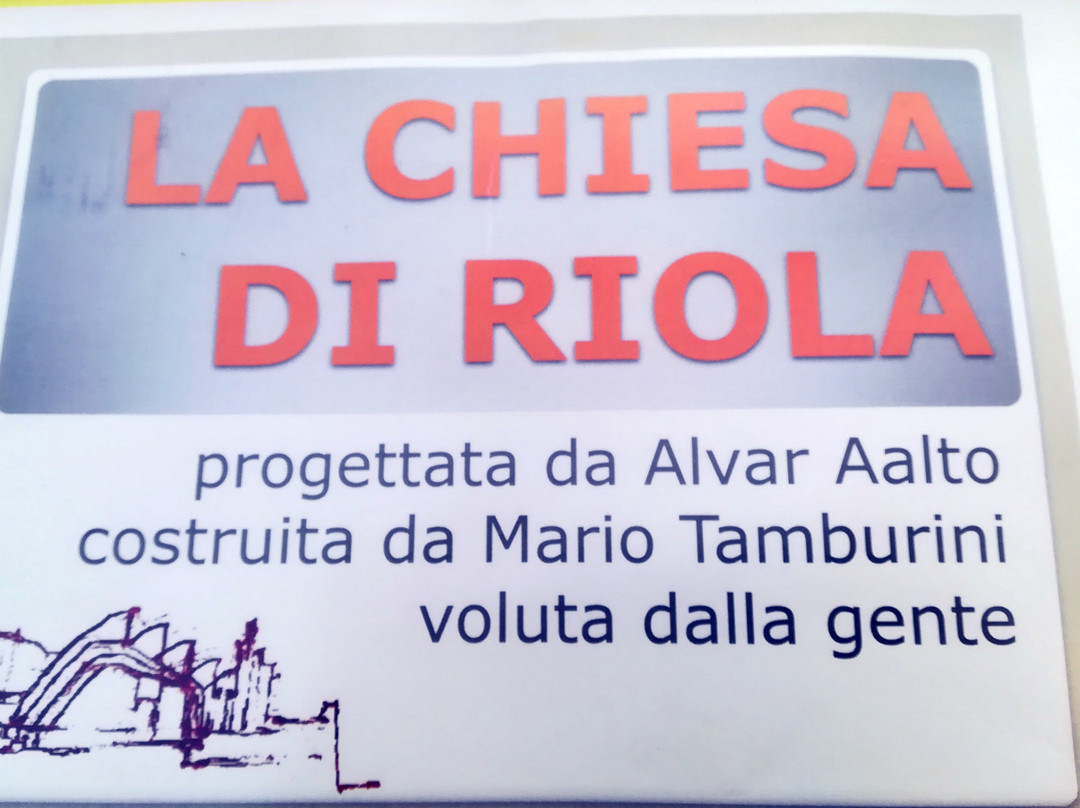 LA CHIESA
DI RIOLA
progettata da Alvar Aalto
costruita da Mario Tamburini
voluta dalla gente